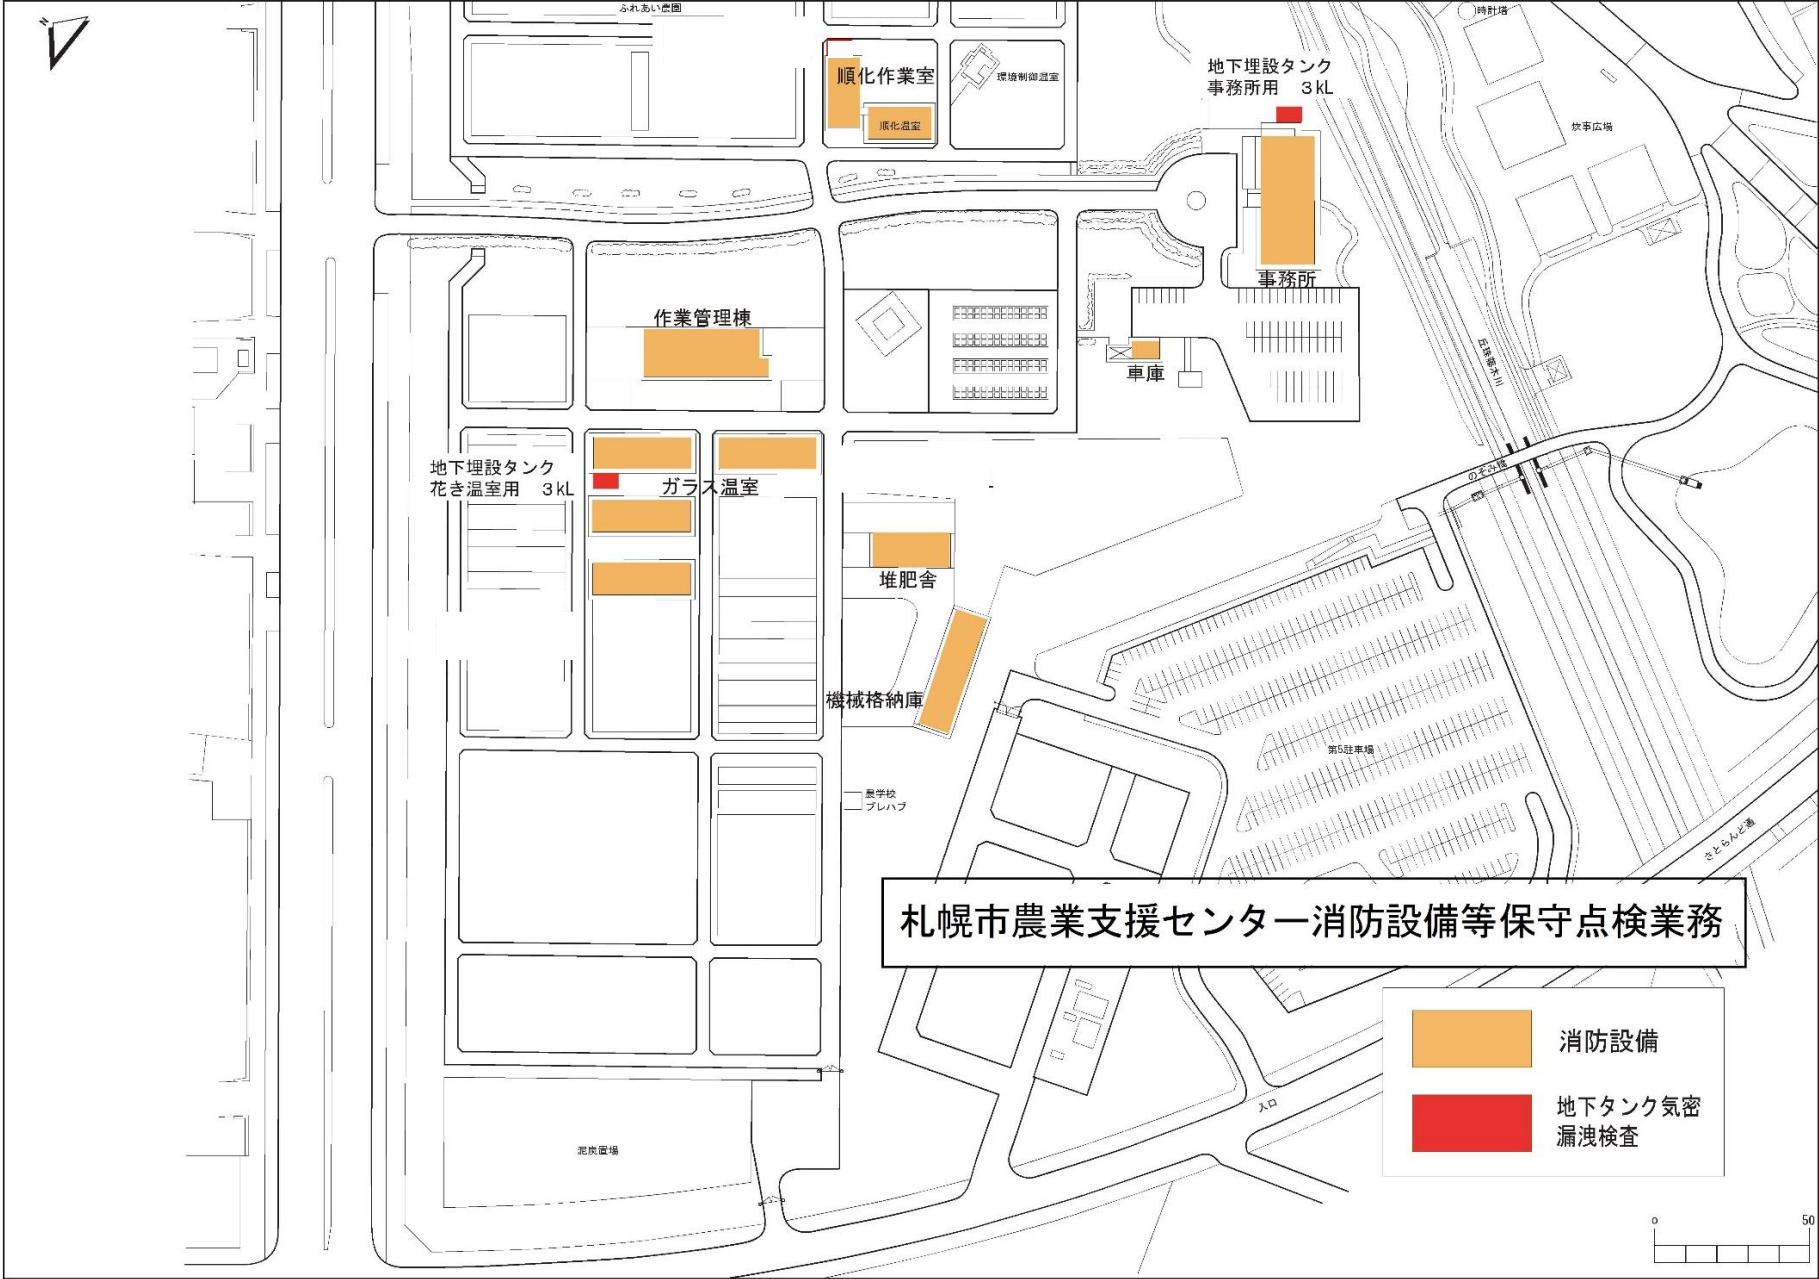 N
ふれあい農園
時計塔
順化作業室
環境制御温室
順化温室
地下埋設タンク
事務所用 3kL
炊事広場
事務所
作業管理棟
車庫
丘珠藤木川
地下埋設タンク
花き温室用 3kL
ガラス温室
のぞみ橋
堆肥舎
機械格納庫
第5駐車場
農学校
プレハブ
さとらんど通
札幌市農業支援センター消防設備等保守点検業務
消防設備
地下タンク気密
漏洩検査
入口
泥炭置場
0 50